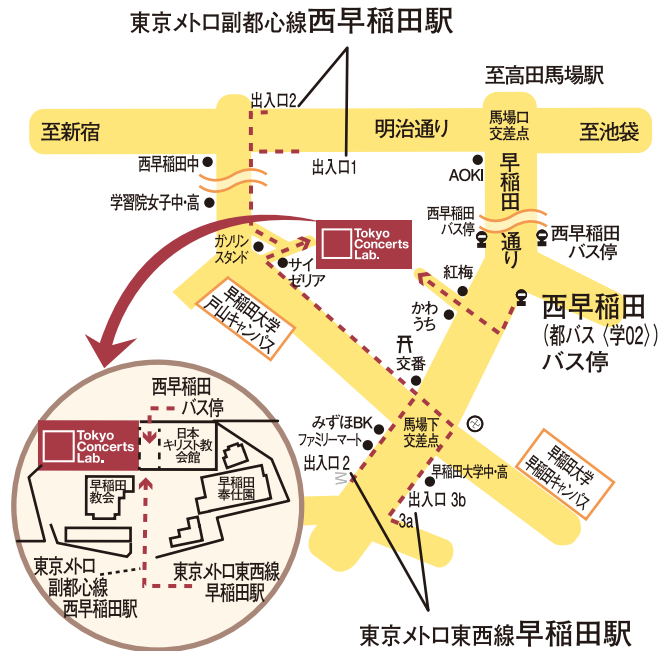 東京メトロ副都心線西早稲田駅
至高田馬場駅
出入口2
至新宿
明治通り
馬場口
交差点
至池袋
西早稲田中
出入口1
AOKI
早稲田通り
学習院女子中・高
西早稲田
バス停
西早稲田
バス停
ガソリン
スタンド
Tokyo
Concerts
Lab.
サイ
ゼリア
紅梅
かわ
うち
西早稲田
(都バス〈学02〉)
バス停
早稲田大学
戸山キャンパス
交番
西早稲田
バス停
みずほBK
ファミリーマート
馬場下
交差点
Tokyo
Concerts
Lab.
日本
キリスト教
会館
出入口 2
M
早稲田大学中・高
早稲田大学
早稲田キャンパス
早稲田
教会
早稲田
奉仕園
出入口 3b
3a
東京メトロ
副都心線
西早稲田駅
東京メトロ東西線
早稲田駅
東京メトロ東西線早稲田駅